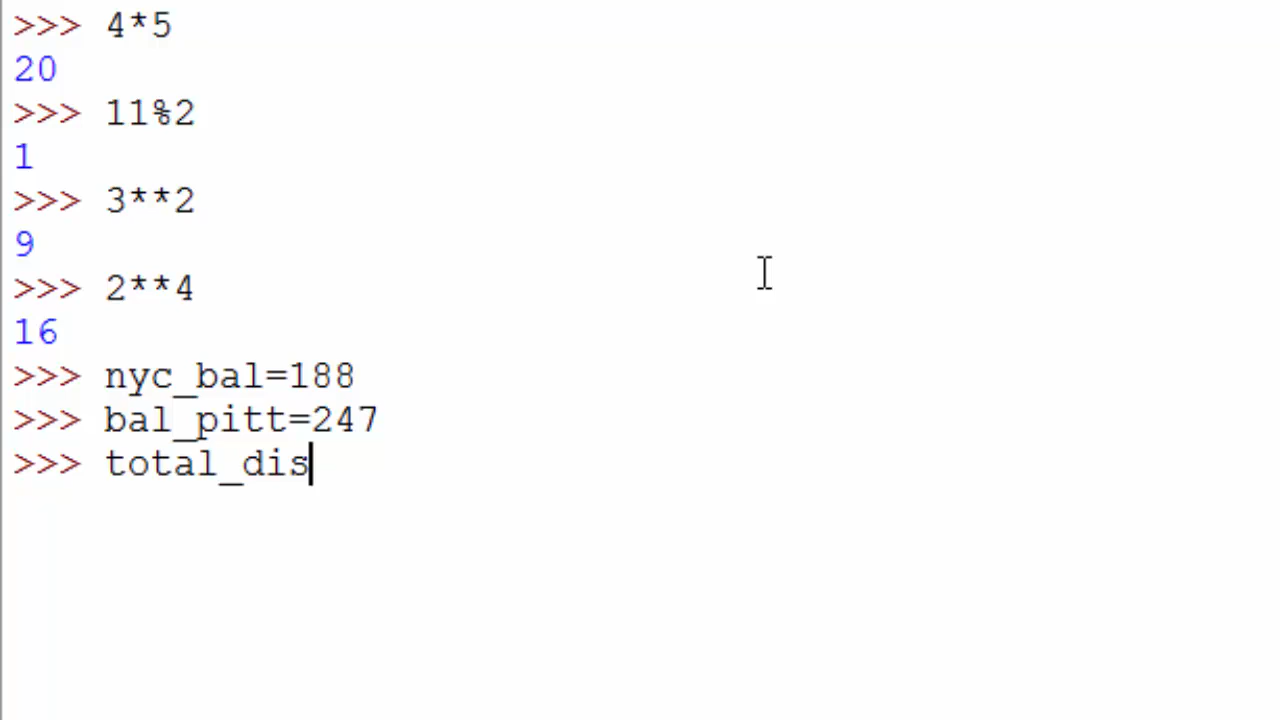 >>> 4*5
20
>>> 11%2
1
>>> 3**2
9
>>> 2**4
16
>>> nyc_bal=188
>>> bal_pitt=247
>>> total_dis